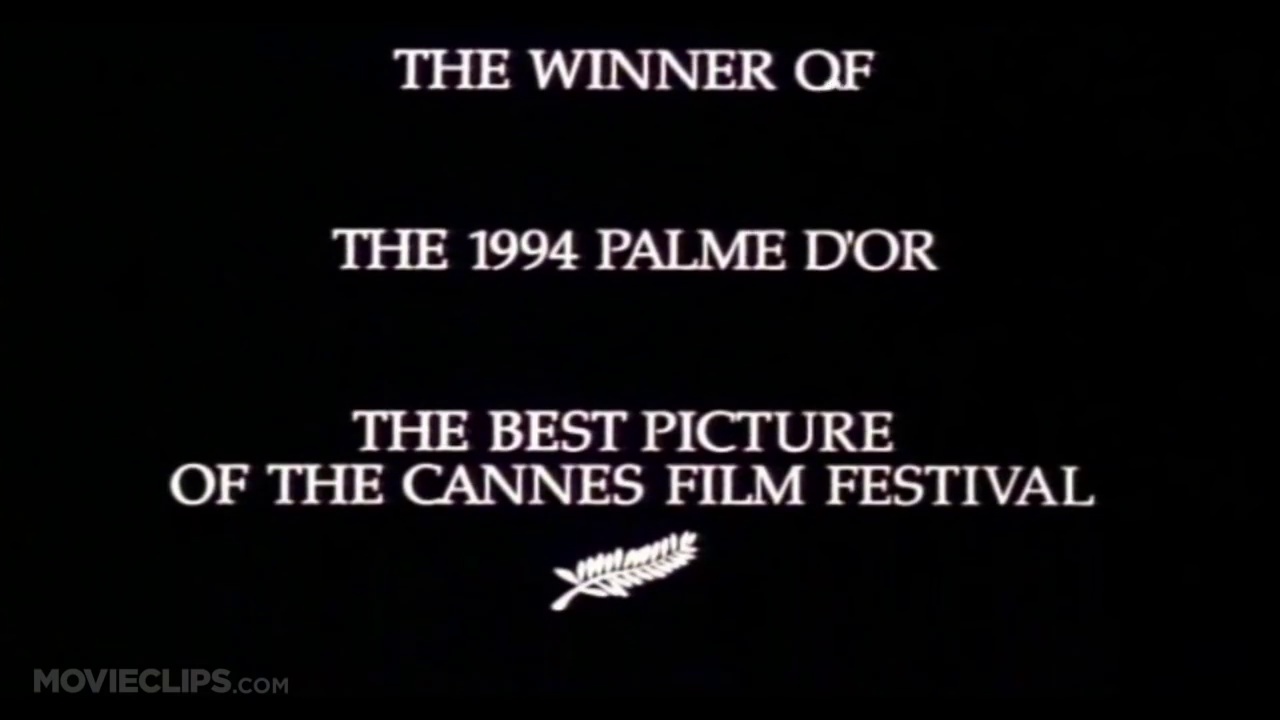 THE WINNER OF
THE 1994 PALME D'OR
THE BEST PICTURE
OF THE CANNES FILM FESTIVAL
MOVIECLIPS.COM